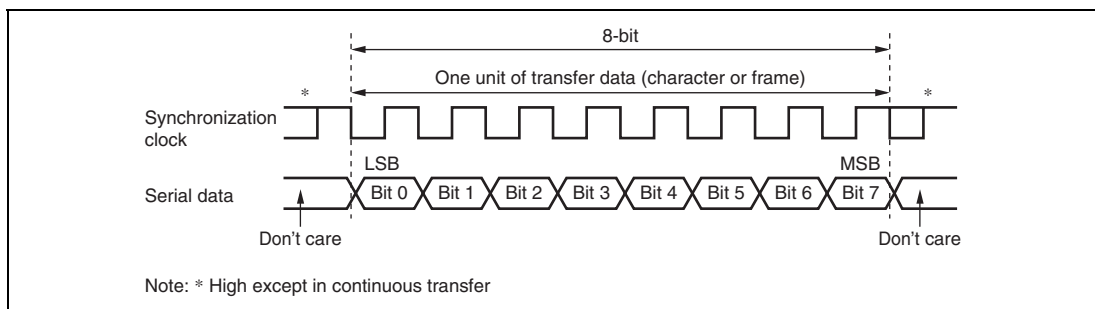 8-bit
One unit of transfer data (character or frame)
* *
Synchronization
clock
LSB MSB
Serial data Bit 0 Bit 1 Bit 2 Bit 3 Bit 4 Bit 5 Bit 6 Bit 7
Don't care Don't care
Note: * High except in continuous transfer